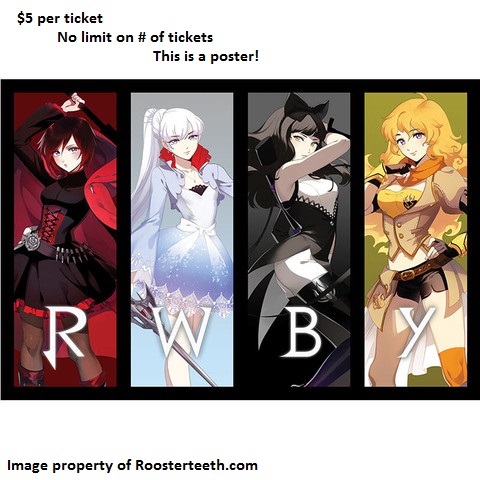 $5 per ticket
No limit on # of tickets
This is a poster!
R W B Y
Image property of Roosterteeth.com